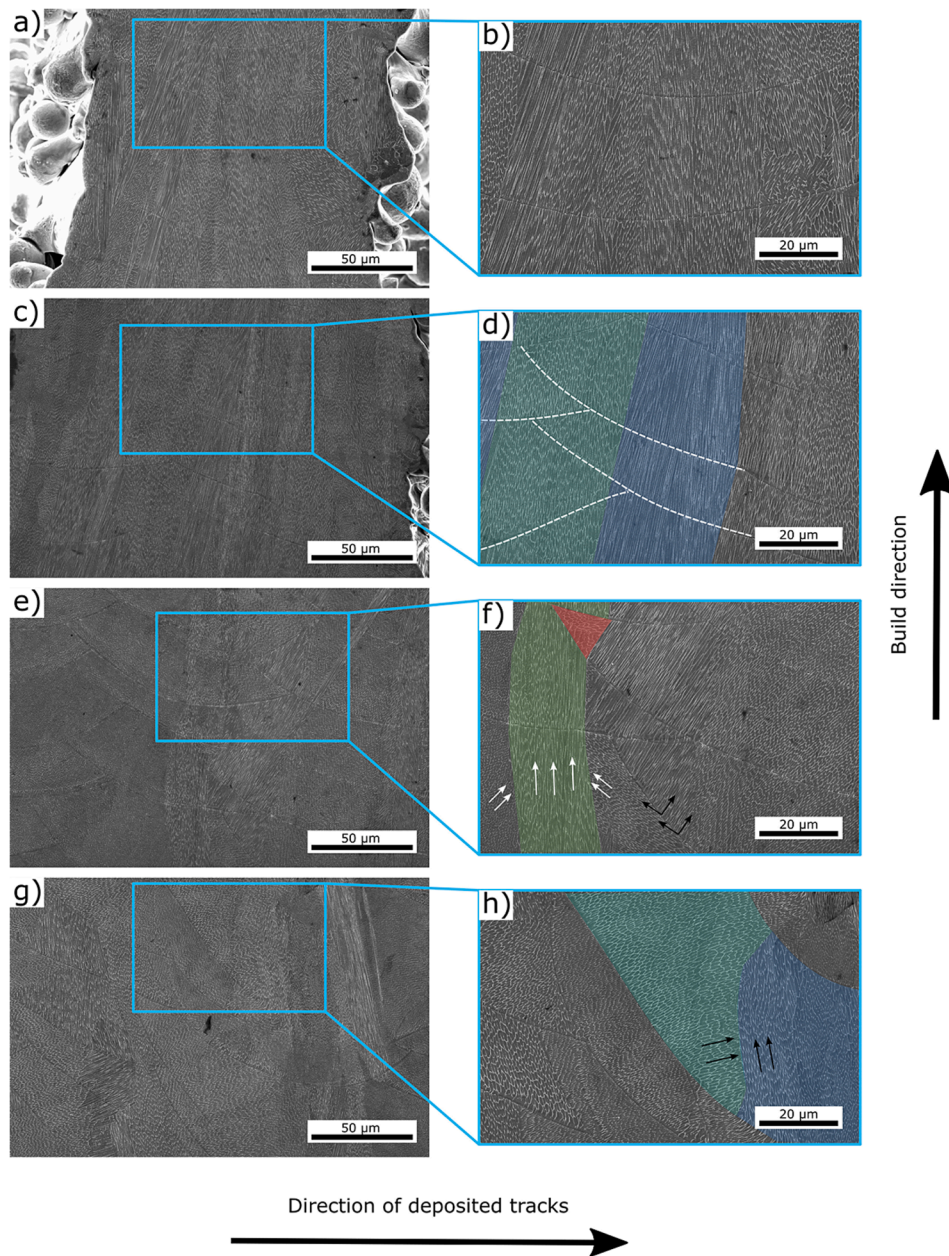 a)
b)
50 µm
20 µm
c)
d)
50 µm
20 µm
Build direction
e)
f)
50 µm
20 µm
g)
h)
50 µm
20 µm
Direction of deposited tracks